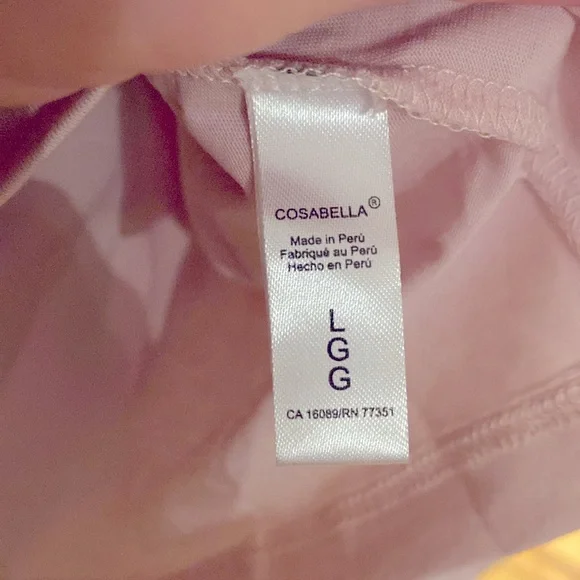 COSABELLA®
Made in Perú
Fabriqué au Perú
Hecho en Perú
L
G
G
CA 16089/RN 77351